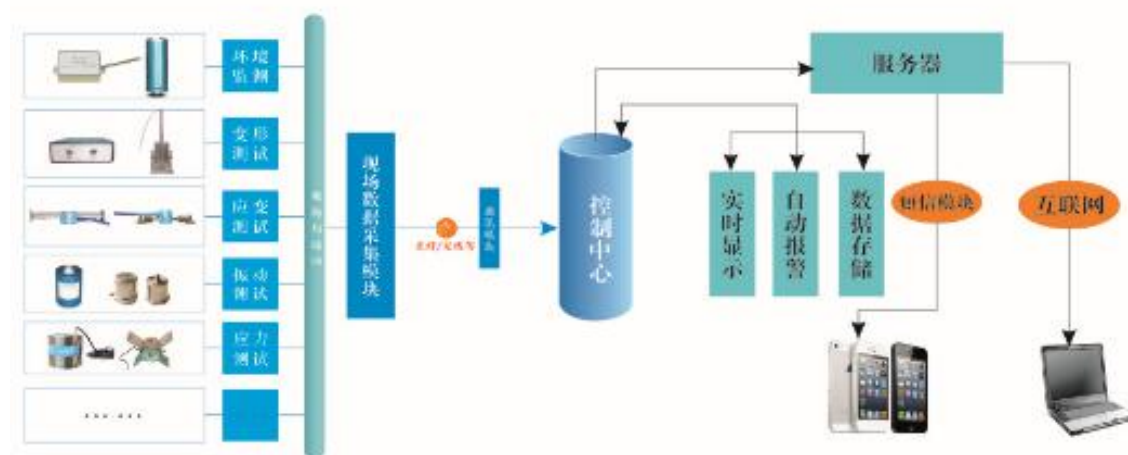 环境
监测
变形
测试
应变
测试
振动
测试
应力
测试
现场数据采集模块
控制中心
服务器
实时显示
自动报警
数据存储
短信模块
互联网